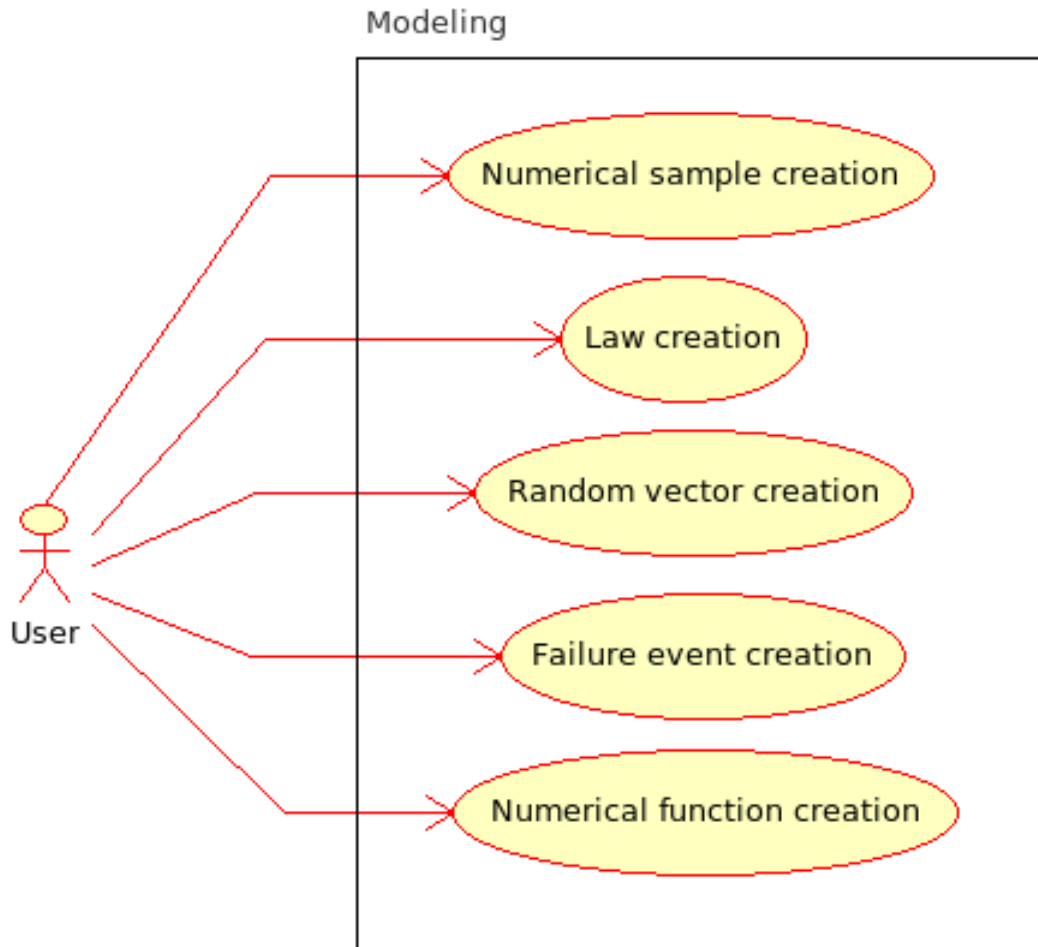 Modeling
Numerical sample creation
Law creation
Random vector creation
User
Failure event creation
Numerical function creation